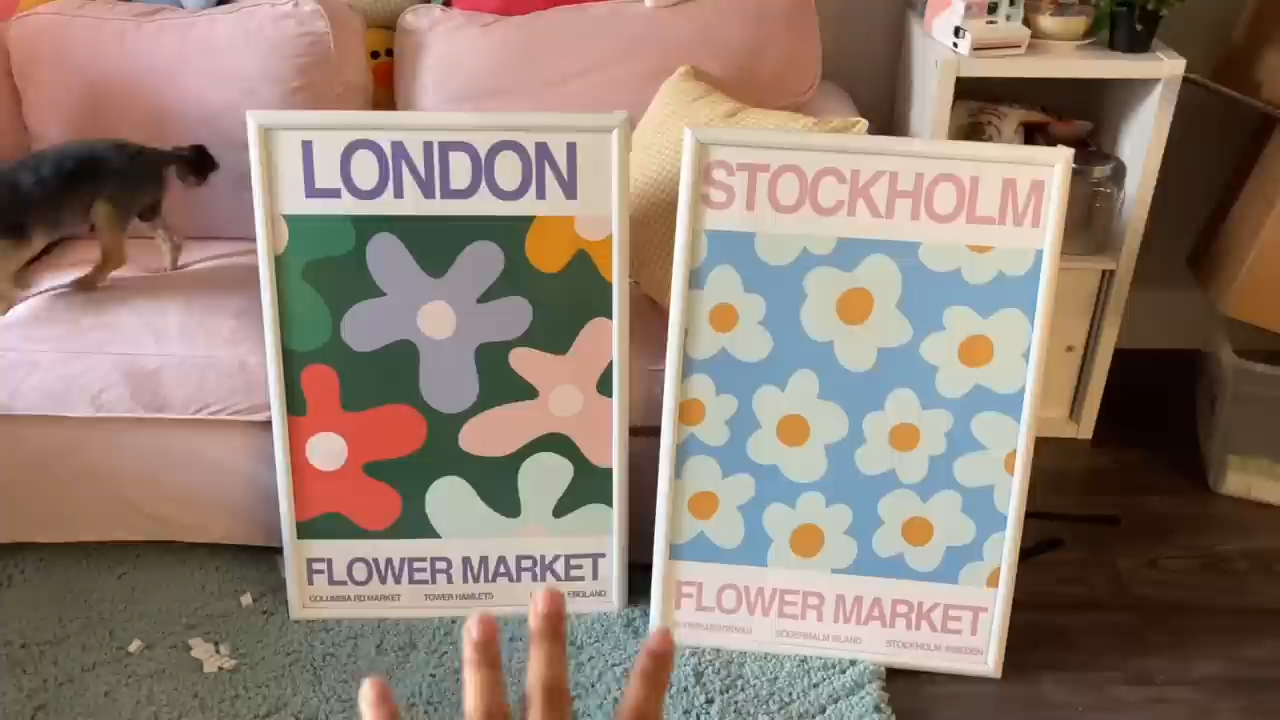 LONDON
FLOWER MARKET
COLUMBIA RD MARKET TOWER HAMLETS ENGLAND
STOCKHOLM
FLOWER MARKET
SÖDERMALM ISLAND STOCKHOLM SWEDEN